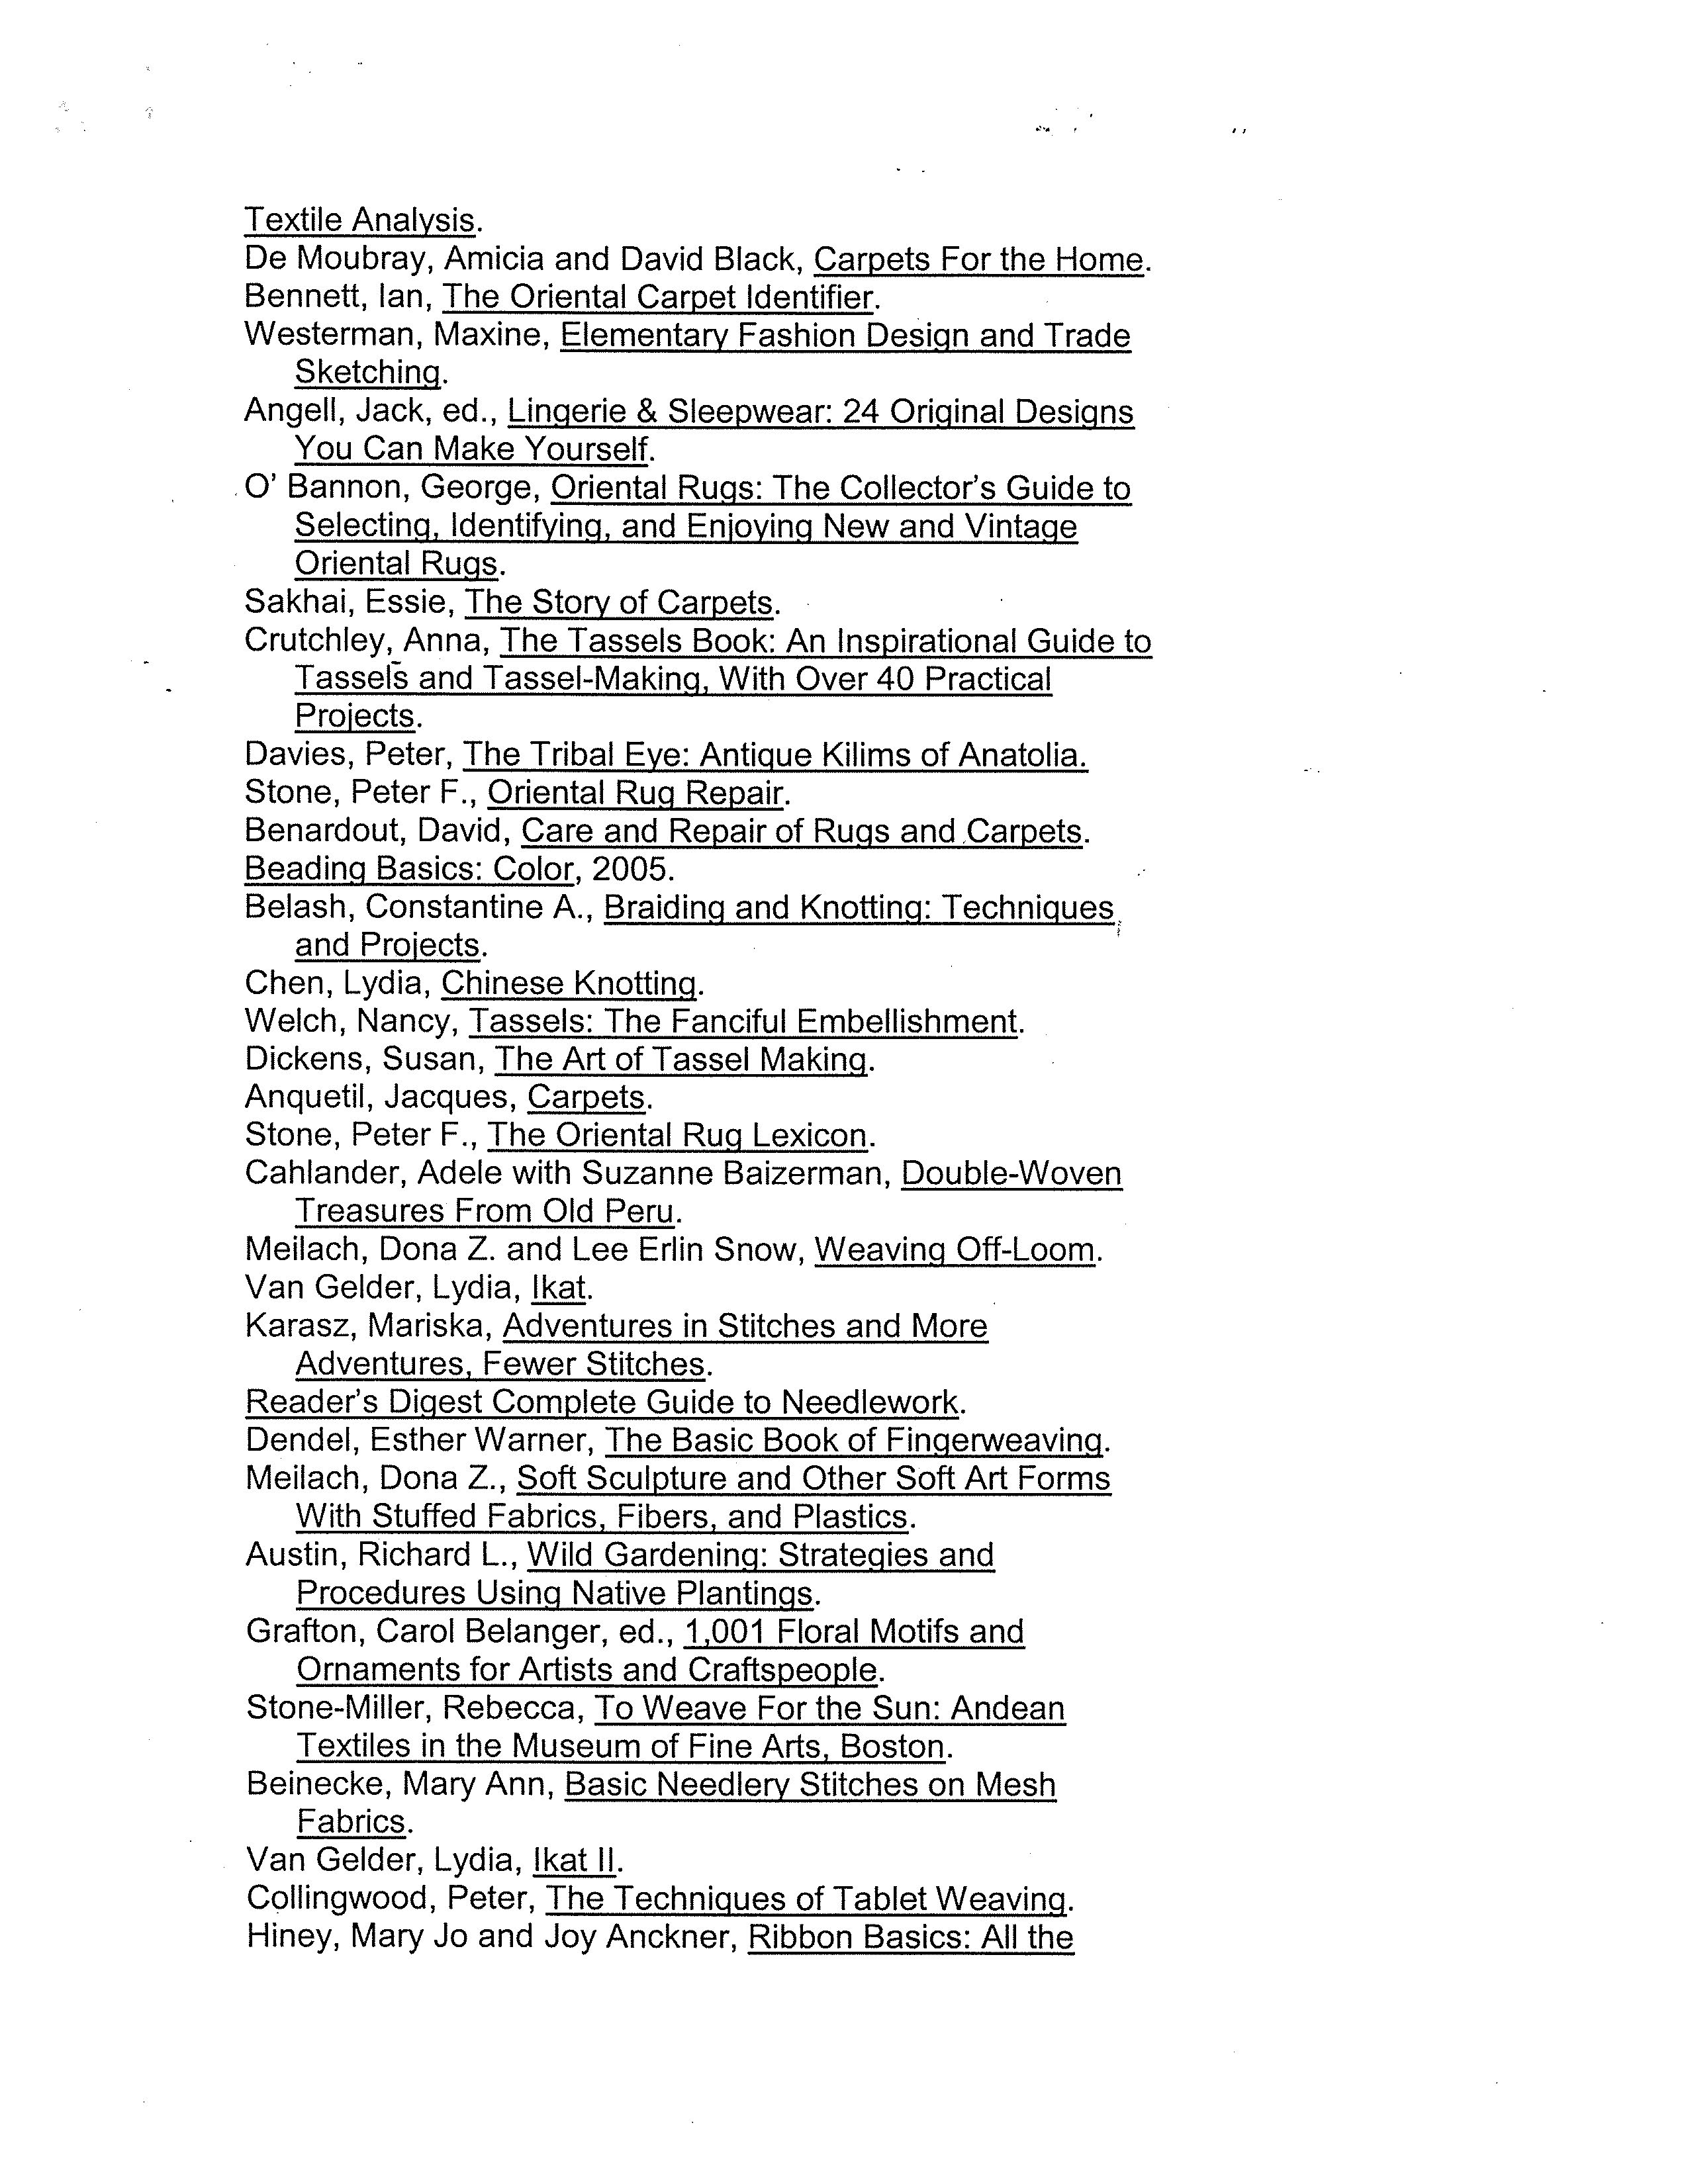 Textile Analysis.
De Moubray, Amicia and David Black, Carpets For the Home.
Bennett, Ian, The Oriental Carpet Identifier.
Westerman, Maxine, Elementary Fashion Design and Trade
Sketching.
Angell, Jack, ed., Lingerie & Sleepwear: 24 Original Designs
You Can Make Yourself.
O' Bannon, George, Oriental Rugs: The Collector's Guide to
Selecting, Identifying, and Enjoying New and Vintage
Oriental Rugs.
Sakhai, Essie, The Story of Carpets.
Crutchley, Anna, The Tassels Book: An Inspirational Guide to
Tassels and Tassel-Making, With Over 40 Practical
Projects.
Davies, Peter, The Tribal Eye: Antique Kilims of Anatolia.
Stone, Peter F., Oriental Rug Repair.
Benardout, David, Care and Repair of Rugs and Carpets.
Beading Basics: Color, 2005.
Belash, Constantine A., Braiding and Knotting: Techniques
and Projects.
Chen, Lydia, Chinese Knotting.
Welch, Nancy, Tassels: The Fanciful Embellishment.
Dickens, Susan, The Art of Tassel Making.
Anquetil, Jacques, Carpets.
Stone, Peter F., The Oriental Rug Lexicon.
Cahlander, Adele with Suzanne Baizerman, Double-Woven
Treasures From Old Peru.
Meilach, Dona Z. and Lee Erlin Snow, Weaving Off-Loom.
Van Gelder, Lydia, Ikat.
Karasz, Mariska, Adventures in Stitches and More
Adventures, Fewer Stitches.
Reader's Digest Complete Guide to Needlework.
Dendel, Esther Warner, The Basic Book of Fingerweaving.
Meilach, Dona Z., Soft Sculpture and Other Soft Art Forms
With Stuffed Fabrics, Fibers, and Plastics.
Austin, Richard L., Wild Gardening: Strategies and
Procedures Using Native Plantings.
Grafton, Carol Belanger, ed., 1,001 Floral Motifs and
Ornaments for Artists and Craftspeople.
Stone-Miller, Rebecca, To Weave For the Sun: Andean
Textiles in the Museum of Fine Arts, Boston.
Beinecke, Mary Ann, Basic Needlery Stitches on Mesh
Fabrics.
Van Gelder, Lydia, Ikat II.
Collingwood, Peter, The Techniques of Tablet Weaving.
Hiney, Mary Jo and Joy Anckner, Ribbon Basics: All the